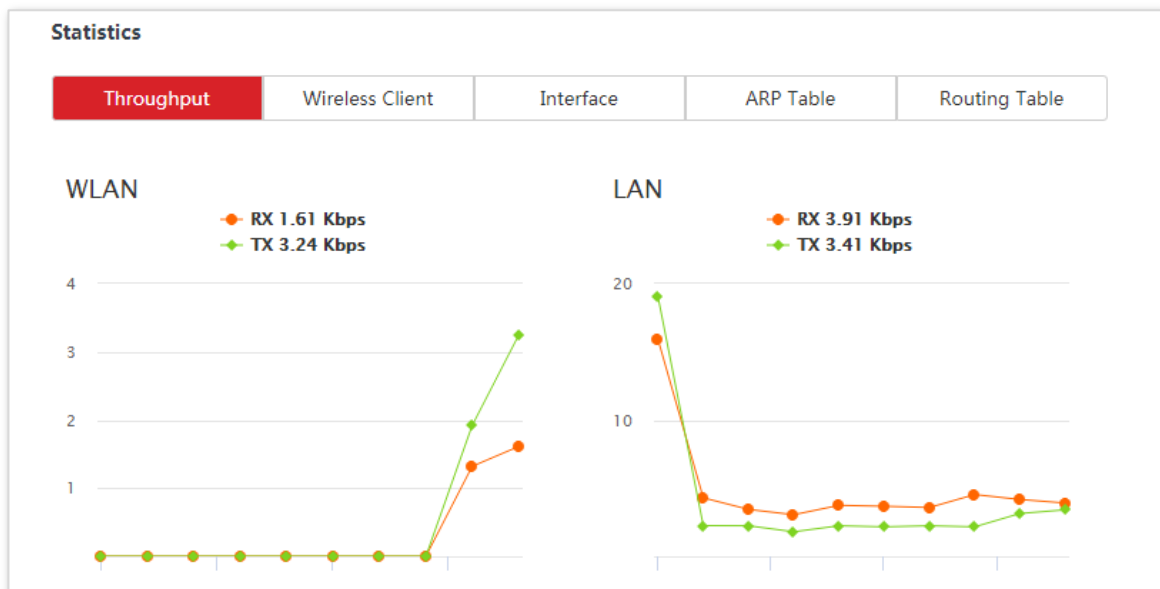 Statistics
Throughput Wireless Client Interface ARP Table Routing Table
WLAN
RX 1.61 Kbps
TX 3.24 Kbps
4
3
2
1
LAN
RX 3.91 Kbps
TX 3.41 Kbps
20
10